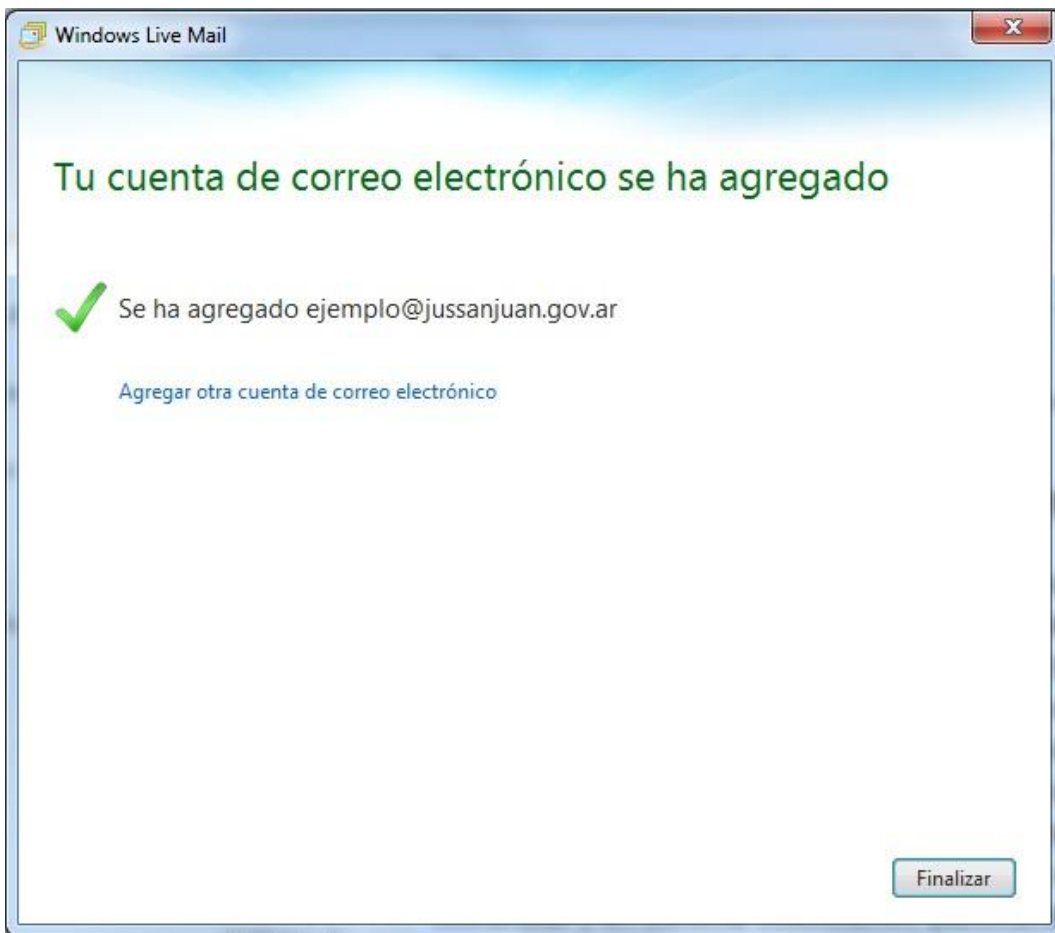 Windows Live Mail
Tu cuenta de correo electrónico se ha agregado
Se ha agregado ejemplo@jussanjuan.gov.ar
Agregar otra cuenta de correo electrónico
Finalizar